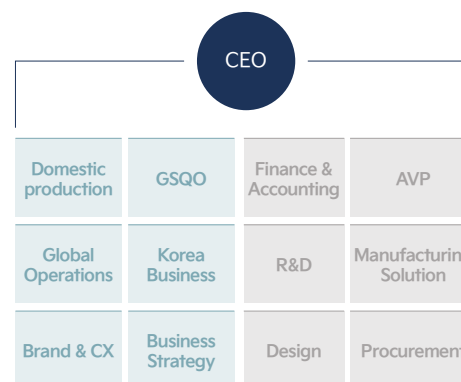 CEO
Domestic
production
GSQO
Finance &
Accounting
AVP
Global
Operations
Korea
Business
R&D
Manufacturin
Solution
Brand & CX
Business
Strategy
Design
Procuremen